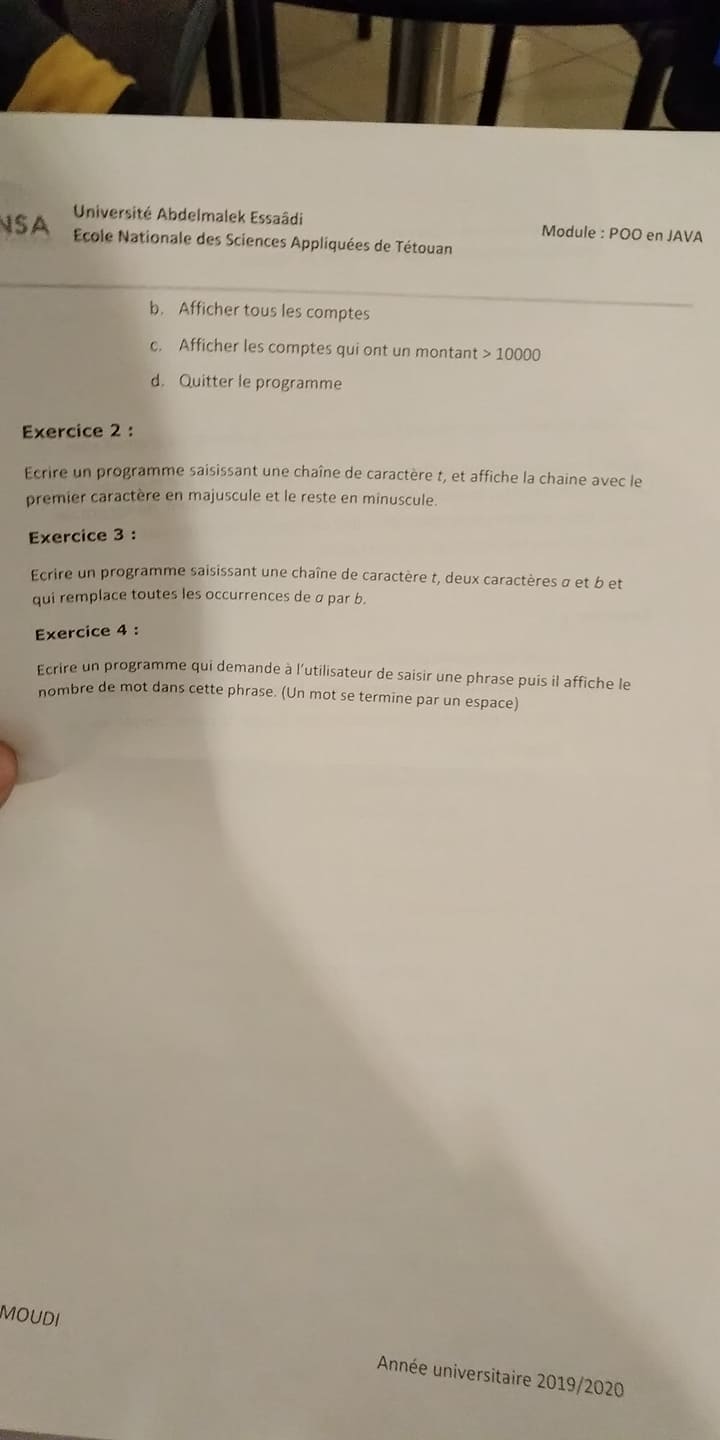 NSA
Université Abdelmalek Essaâdi
Ecole Nationale des Sciences Appliquées de Tétouan
Module : POO en JAVA
b. Afficher tous les comptes
c. Afficher les comptes qui ont un montant > 10000
d. Quitter le programme
Exercice 2 :
Ecrire un programme saisissant une chaîne de caractère t, et affiche la chaine avec le
premier caractère en majuscule et le reste en minuscule.
Exercice 3 :
Ecrire un programme saisissant une chaîne de caractère t, deux caractères a et b et
qui remplace toutes les occurrences de a par b.
Exercice 4 :
Ecrire un programme qui demande à l'utilisateur de saisir une phrase puis il affiche le
nombre de mot dans cette phrase. (Un mot se termine par un espace)
MOUDI
Année universitaire 2019/2020